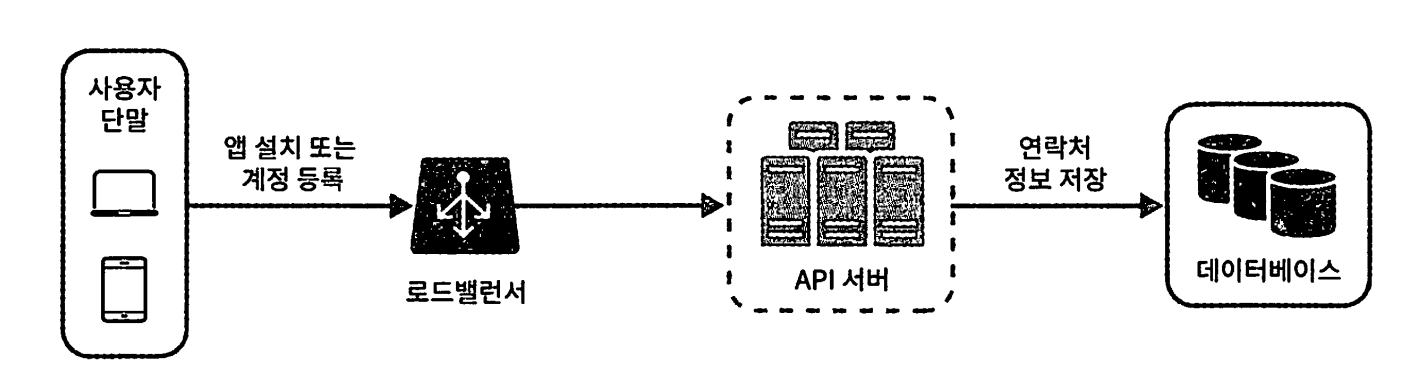 사용자
단말
앱 설치 또는
계정 등록
로드밸런서
API 서버
연락처
정보 저장
데이터베이스